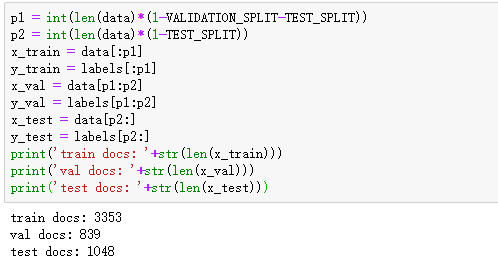 p1 = int(len(data)*(1-VALIDATION_SPLIT-TEST_SPLIT))
p2 = int(len(data)*(1-TEST_SPLIT))
x_train = data[:p1]
y_train = labels[:p1]
x_val = data[p1:p2]
y_val = labels[p1:p2]
x_test = data[p2:]
y_test = labels[p2:]
print('train docs: '+str(len(x_train)))
print('val docs: '+str(len(x_val)))
print('test docs: '+str(len(x_test)))
train docs: 3353
val docs: 839
test docs: 1048